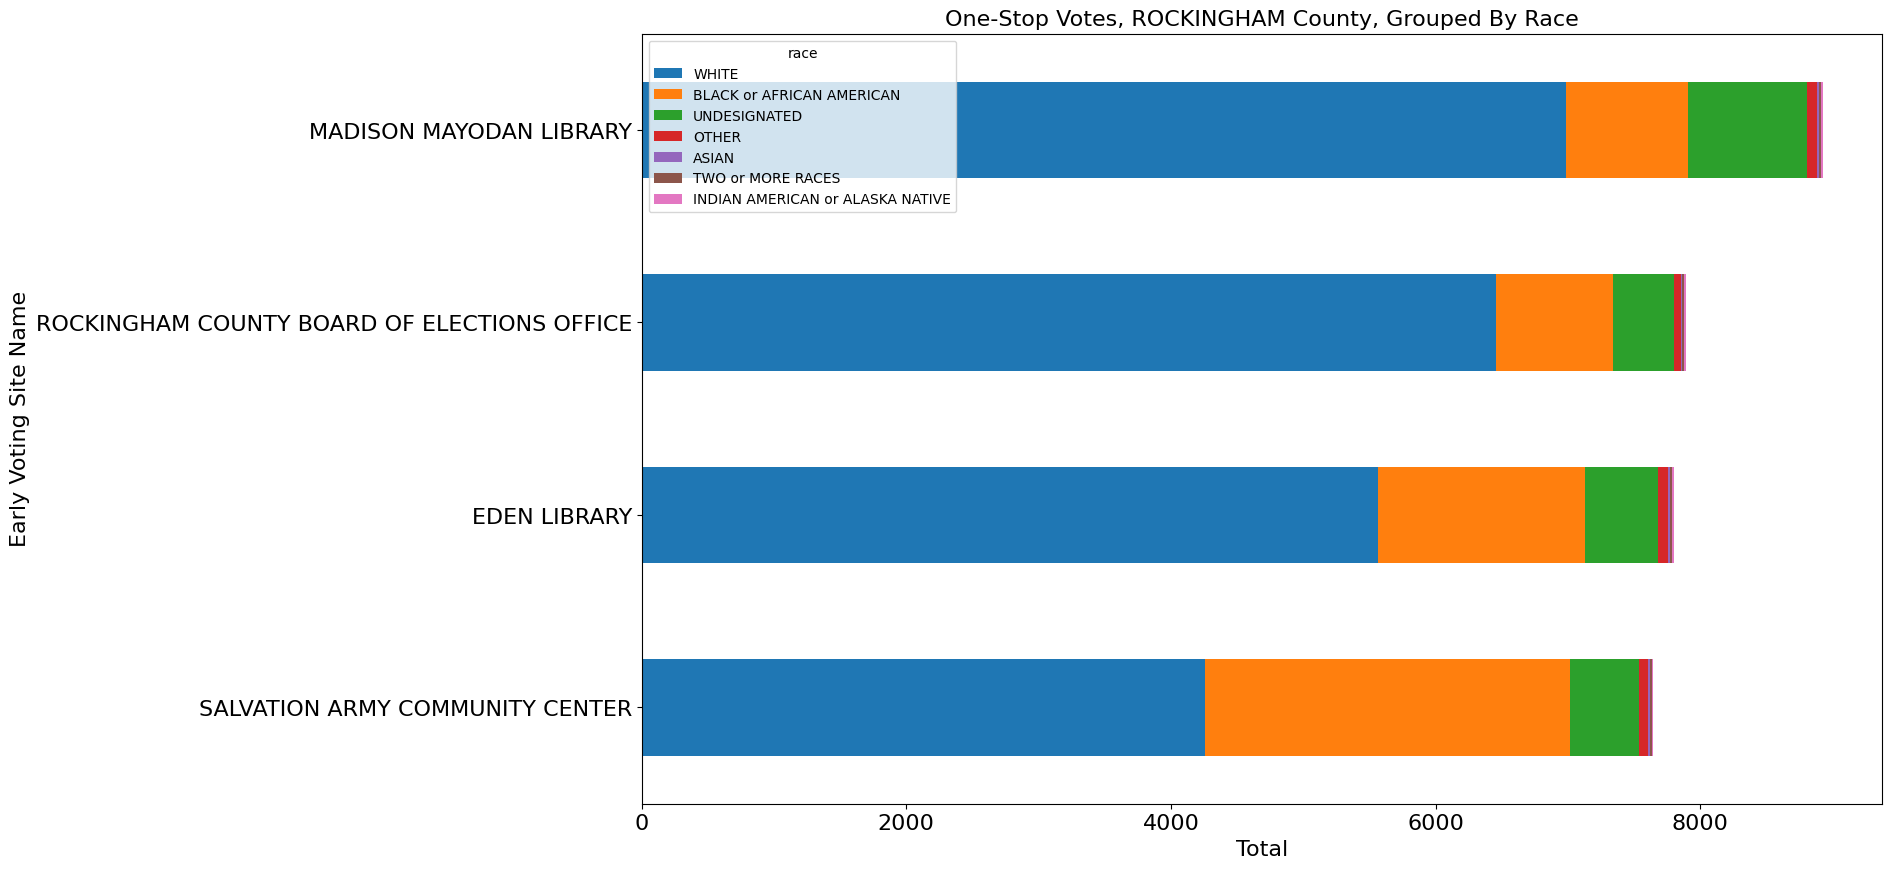 One-Stop Votes, ROCKINGHAM County, Grouped By Race
race
WHITE
BLACK or AFRICAN AMERICAN
UNDESIGNATED
OTHER
ASIAN
TWO or MORE RACES
INDIAN AMERICAN or ALASKA NATIVE
Early Voting Site Name
MADISON MAYODAN LIBRARY
ROCKINGHAM COUNTY BOARD OF ELECTIONS OFFICE
EDEN LIBRARY
SALVATION ARMY COMMUNITY CENTER
0 2000 4000 6000 8000
Total